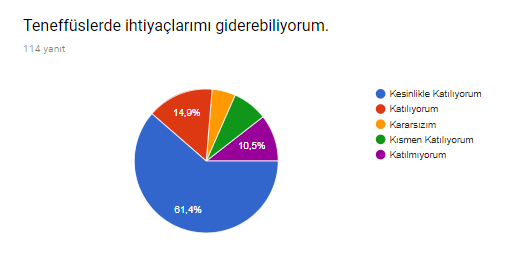 Teneffüslerde ihtiyaçlarımı giderebiliyorum.
114 yanıt
Kesinlikle Katılıyorum
Katılıyorum
Kararsızım
Kısmen Katılıyorum
Katılmıyorum
14,9%
10,5%
61,4%